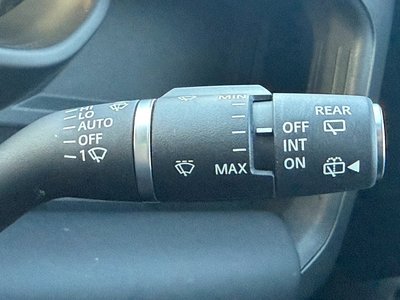 HI
LO
AUTO
OFF
1
MIN
MAX
REAR
OFF
INT
ON